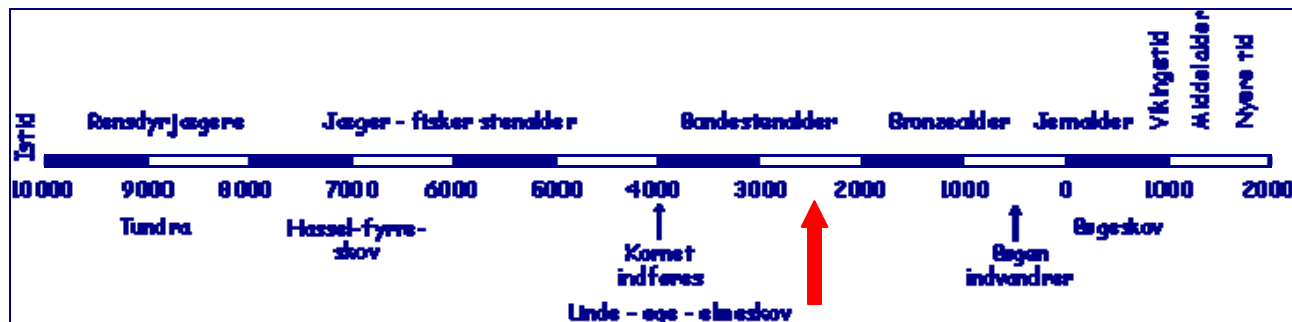 Istid
Rensdyrjægere
Jæger - fisker stenalder
Bondestenalder
Bronzealder
Jernalder
Vikingetid
Middelalder
Nyere tid
10000 9000 8000 7000 6000 5000 4000 3000 2000 1000 0 1000 2000
Tundra
Hassel-fyrre-
skov
Kornet
indføres
Linde - ege - elmeskov
Bøgen
indvandrer
Bøgeskov